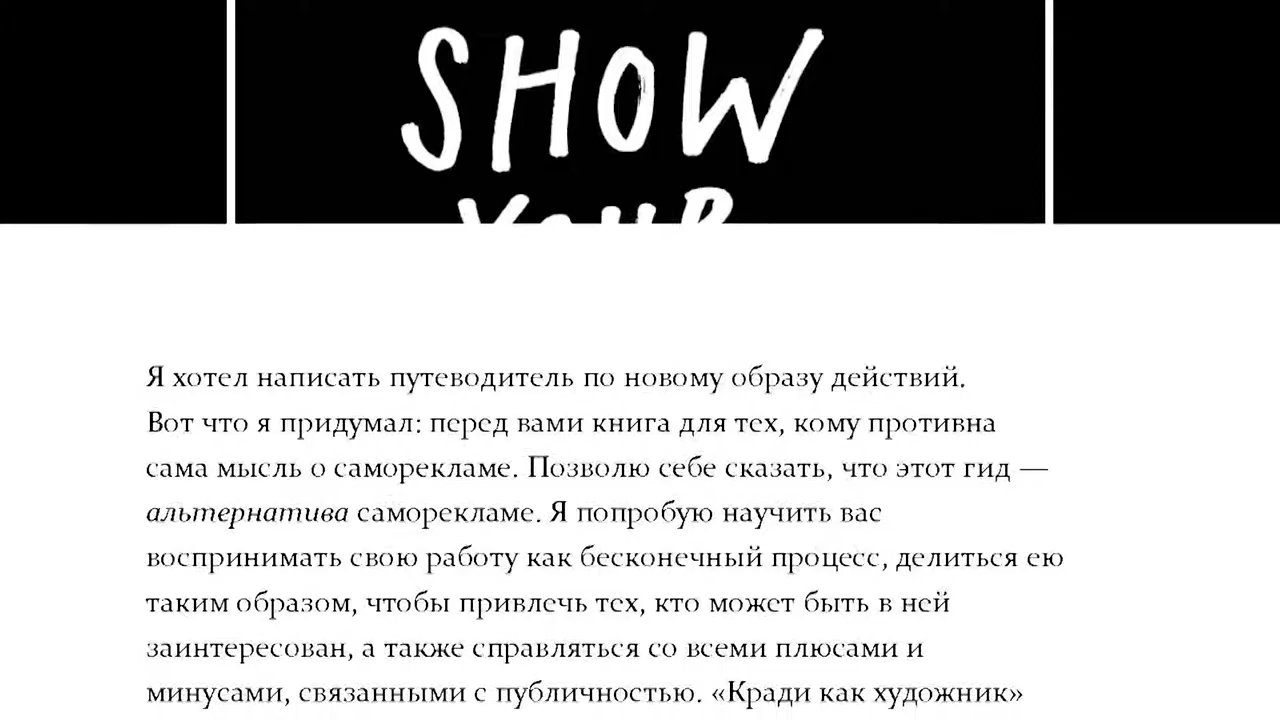 SHOW
YOUR
Я хотел написать путеводитель по новому образу действий.
Вот что я придумал: перед вами книга для тех, кому противна
сама мысль о саморекламе. Позволю себе сказать, что этот гид —
альтернатива саморекламе. Я попробую научить вас
воспринимать свою работу как бесконечный процесс, делиться ею
таким образом, чтобы привлечь тех, кто может быть в ней
заинтересован, а также справляться со всеми плюсами и
минусами, связанными с публичностью. «Кради как художник»